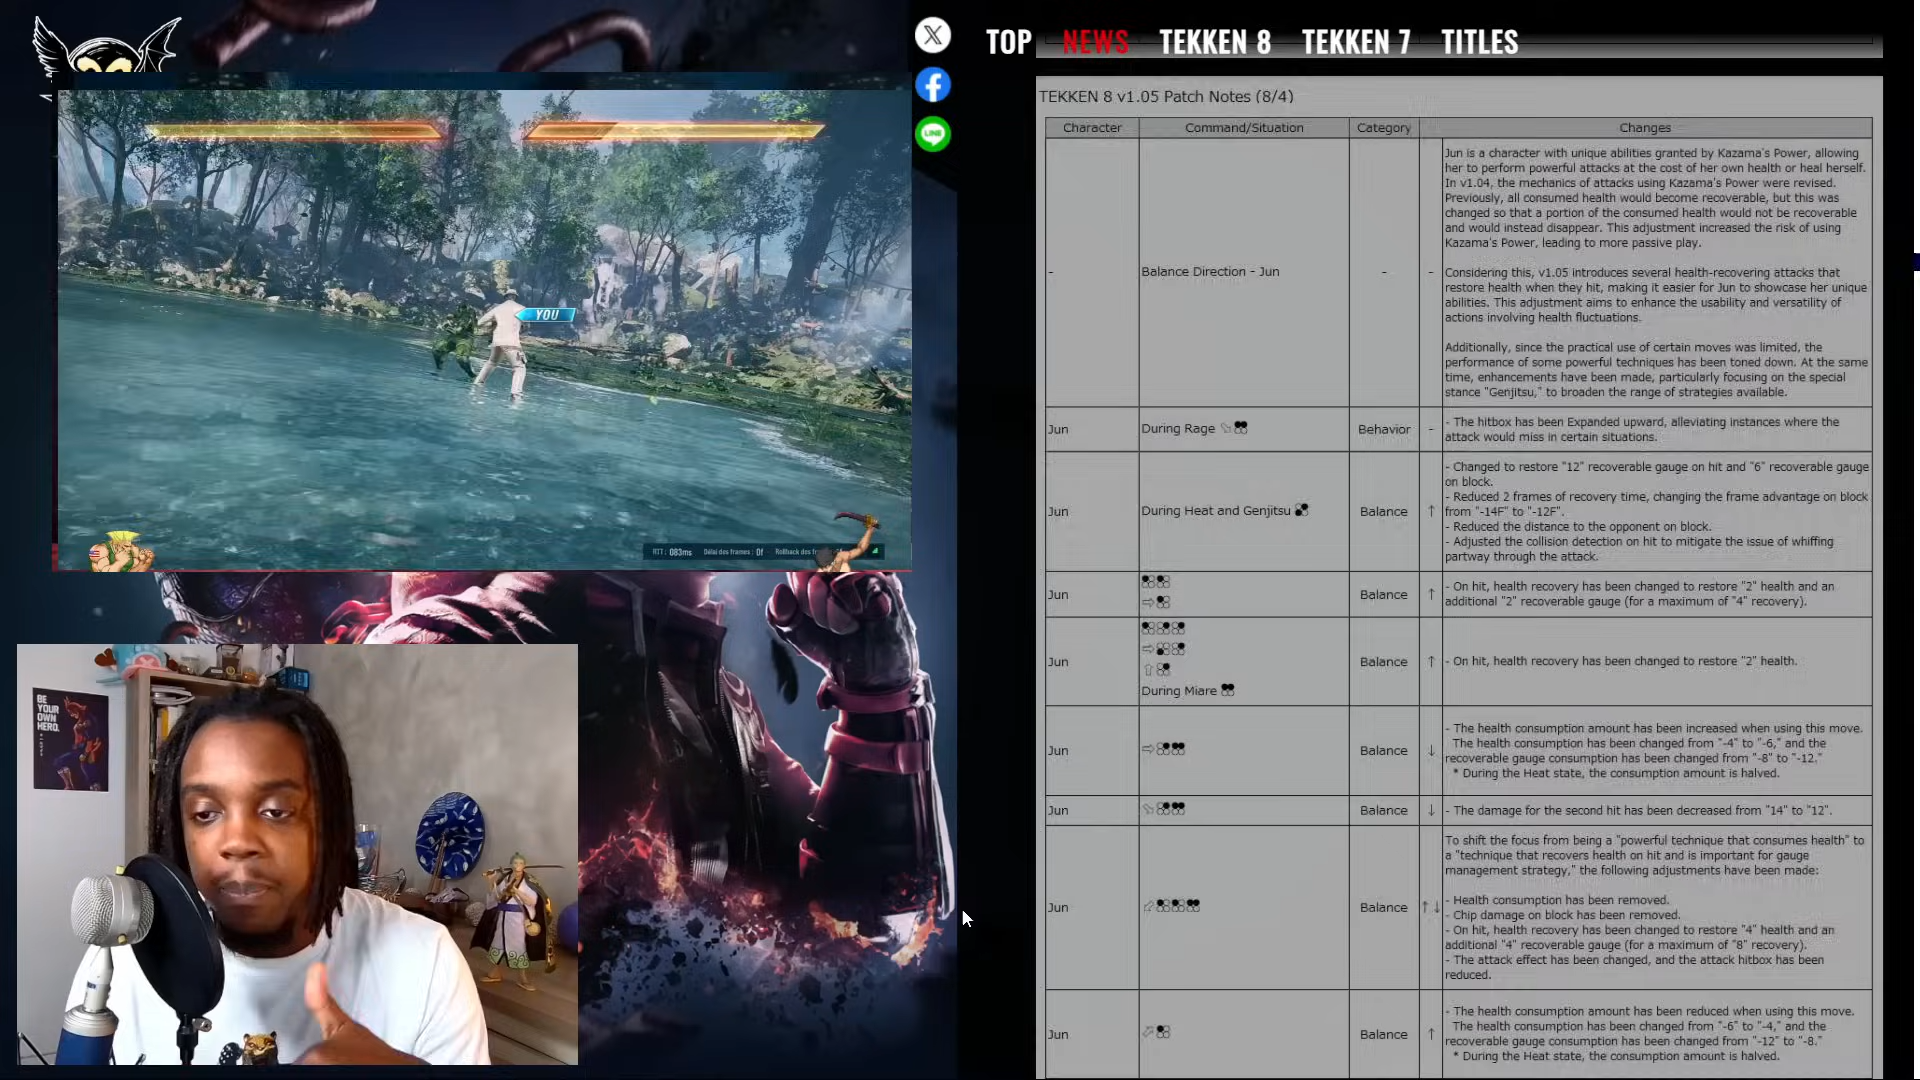 TOP NEWS TEKKEN 8 TEKKEN 7 TITLES
LINE
YOU
RTT : 083ms Délai des frames : 0f Rollback des
BE
YOUR
OWN
HERO.
TEKKEN 8 v1.05 Patch Notes (8/4)
Character Command/Situation Category Changes
- Balance Direction - Jun - -
Jun is a character with unique abilities granted by Kazama's Power, allowing
her to perform powerful attacks at the cost of her own health or heal herself.
In v1.04, the mechanics of attacks using Kazama's Power were revised.
Previously, all consumed health would become recoverable, but this was
changed so that a portion of the consumed health would not be recoverable
and would instead disappear. This adjustment increased the risk of using
Kazama's Power, leading to more passive play.
Considering this, v1.05 introduces several health-recovering attacks that
restore health when they hit, making it easier for Jun to showcase her unique
abilities. This adjustment aims to enhance the usability and versatility of
actions involving health fluctuations.
Additionally, since the practical use of certain moves was limited, the
performance of some powerful techniques has been toned down. At the same
time, enhancements have been made, particularly focusing on the special
stance "Genjitsu," to broaden the range of strategies available.
Jun During Rage Behavior -
- The hitbox has been Expanded upward, alleviating instances where the
attack would miss in certain situations.
Jun During Heat and Genjitsu Balance ↑
- Changed to restore "12" recoverable gauge on hit and "6" recoverable gauge
on block.
- Reduced 2 frames of recovery time, changing the frame advantage on block
from "-14F" to "-12F".
- Reduced the distance to the opponent on block.
- Adjusted the collision detection on hit to mitigate the issue of whiffing
partway through the attack.
Jun Balance ↑
- On hit, health recovery has been changed to restore "2" health and an
additional "2" recoverable gauge (for a maximum of "4" recovery).
Jun During Miare Balance ↑
- On hit, health recovery has been changed to restore "2" health.
Jun Balance ↓
- The health consumption amount has been increased when using this move.
The health consumption has been changed from "-4" to "-6," and the
recoverable gauge consumption has been changed from "-8" to "-12."
* During the Heat state, the consumption amount is halved.
Jun Balance ↓
- The damage for the second hit has been decreased from "14" to "12".
Jun Balance ↑↓
To shift the focus from being a "powerful technique that consumes health" to
a "technique that recovers health on hit and is important for gauge
management strategy," the following adjustments have been made:
- Health consumption has been removed.
- Chip damage on block has been removed.
- On hit, health recovery has been changed to restore "4" health and an
additional "4" recoverable gauge (for a maximum of "8" recovery).
- The attack effect has been changed, and the attack hitbox has been
reduced.
Jun Balance ↑
- The health consumption amount has been reduced when using this move.
The health consumption has been changed from "-6" to "-4," and the
recoverable gauge consumption has been changed from "-12" to "-8."
* During the Heat state, the consumption amount is halved.